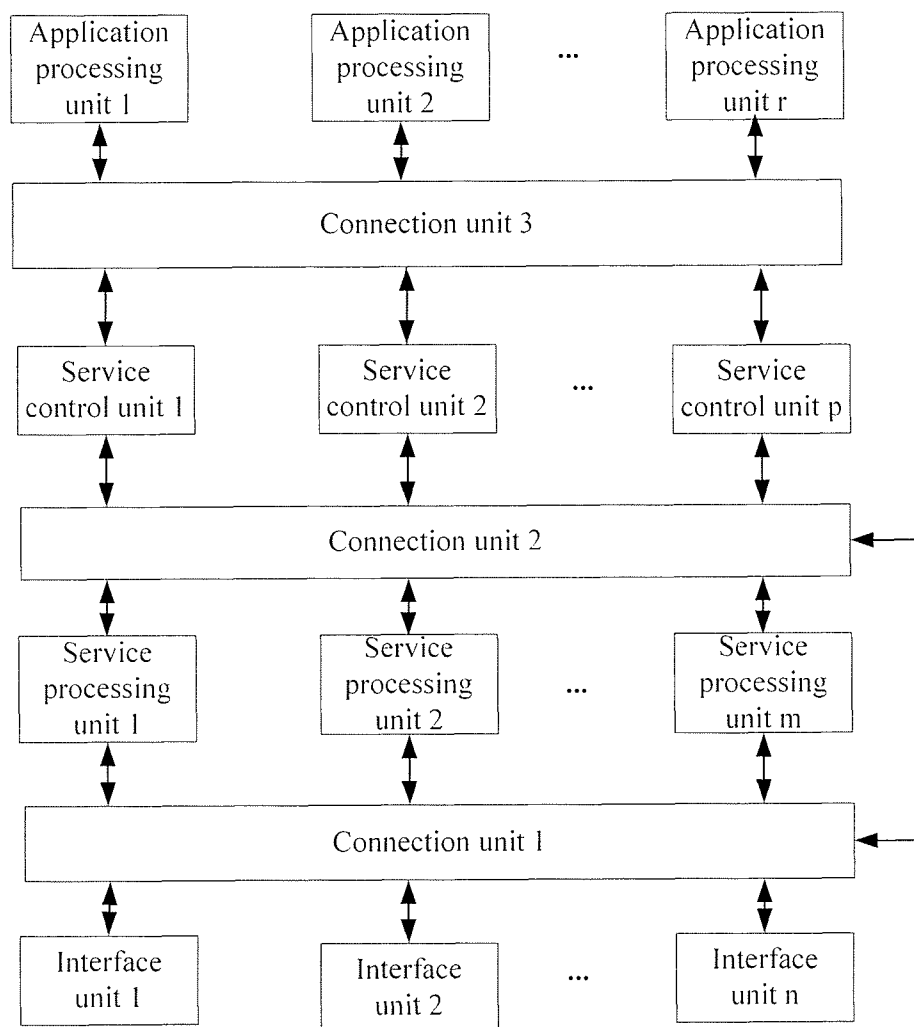 Application
processing
unit 1
Application
processing
unit 2
...
Application
processing
unit r
Connection unit 3
Service
control unit 1
Service
control unit 2
...
Service
control unit p
Connection unit 2
Service
processing
unit 1
Service
processing
unit 2
...
Service
processing
unit m
Connection unit 1
Interface
unit 1
Interface
unit 2
...
Interface
unit n